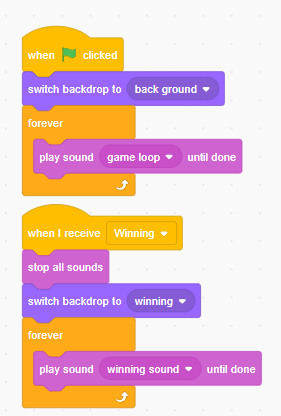 when clicked
switch backdrop to back ground
forever
play sound game loop until done
when I receive Winning
stop all sounds
switch backdrop to winning
forever
play sound winning sound until done